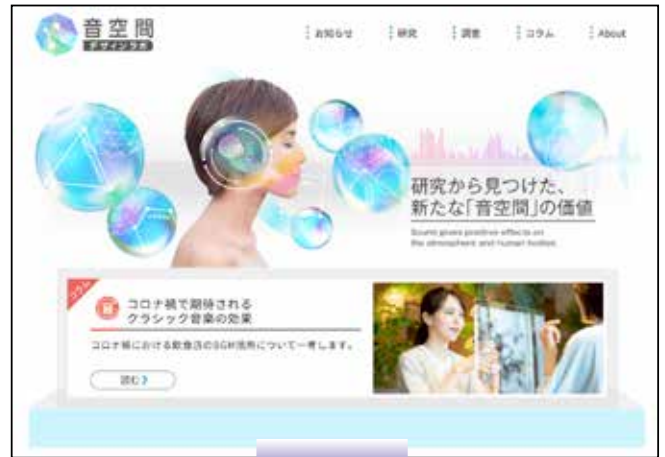 音空間
デザインラボ
お知らせ
研究
調査
コラム
About
研究から見つけた、
新たな「音空間」の価値
Sound gives positive effects on
the atmosphere and human bodies.
コラム
コロナ禍で期待される
クラシック音楽の効果
コロナ禍における飲食店のBGM
について一考します。
読む